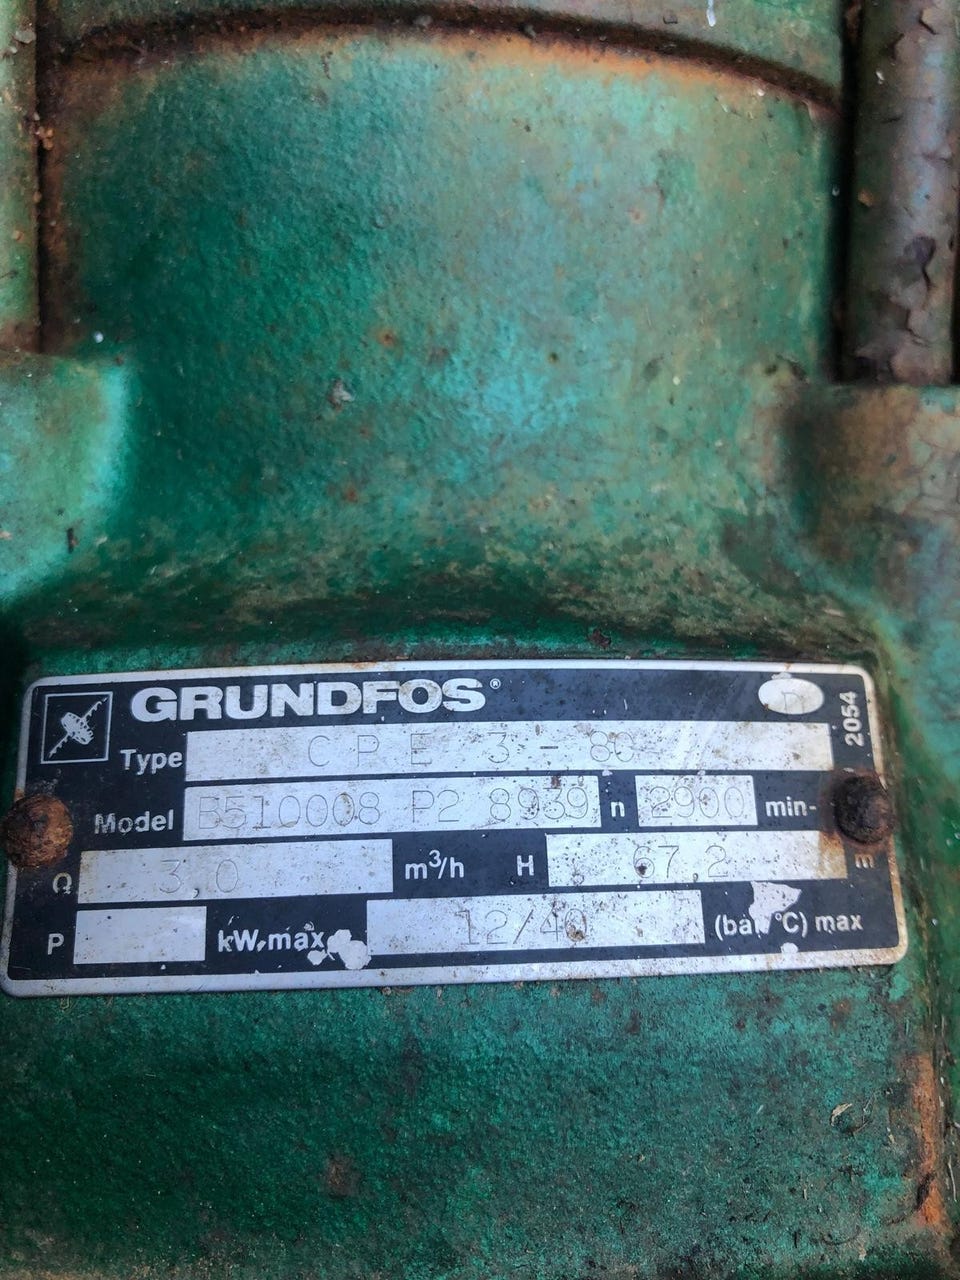 GRUNDFOS® D
2054
Type CPE 3-80
Model B510008 P2 8939 n 2900 min-
Q 3,0 m³/h H 67,2 m
P kW,max 12/40 (bar/°C) max